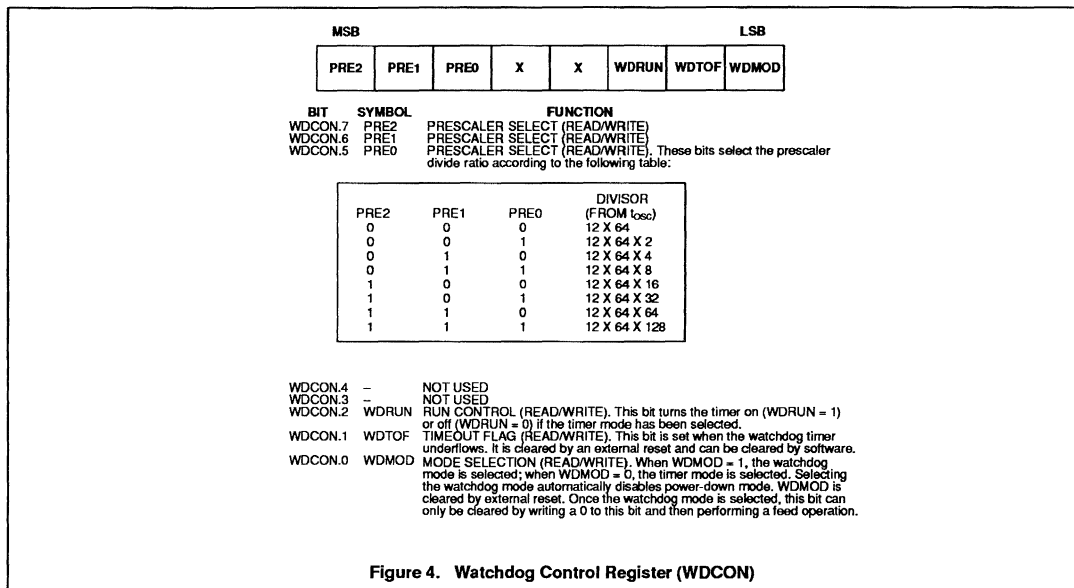 MSB LSB
PRE2 PRE1 PRE0 X X WDRUN WDTOF WDMOD
BIT SYMBOL FUNCTION
WDCON.7 PRE2 PRESCALER SELECT (READ/WRITE)
WDCON.6 PRE1 PRESCALER SELECT (READ/WRITE)
WDCON.5 PRE0 PRESCALER SELECT (READ/WRITE). These bits select the prescaler
divide ratio according to the following table:
DIVISOR
PRE2 PRE1 PRE0 (FROM tOSC)
0 0 0 12 X 64
0 0 1 12 X 64 X 2
0 1 0 12 X 64 X 4
0 1 1 12 X 64 X 8
1 0 0 12 X 64 X 16
1 0 1 12 X 64 X 32
1 1 0 12 X 64 X 64
1 1 1 12 X 64 X 128
WDCON.4 – NOT USED
WDCON.3 – NOT USED
WDCON.2 WDRUN RUN CONTROL (READ/WRITE). This bit turns the timer on (WDRUN = 1)
or off (WDRUN = 0) if the timer mode has been selected.
WDCON.1 WDTOF TIMEOUT FLAG (READ/WRITE). This bit is set when the watchdog timer
underflows. It is cleared by an external reset and can be cleared by software.
WDCON.0 WDMOD MODE SELECTION (READ/WRITE). When WDMOD = 1, the watchdog
mode is selected; when WDMOD = 0, the timer mode is selected. Selecting
the watchdog mode automatically disables power-down mode. WDMOD is
cleared by external reset. Once the watchdog mode is selected, this bit can
only be cleared by writing a 0 to this bit and then performing a feed operation.
Figure 4. Watchdog Control Register (WDCON)